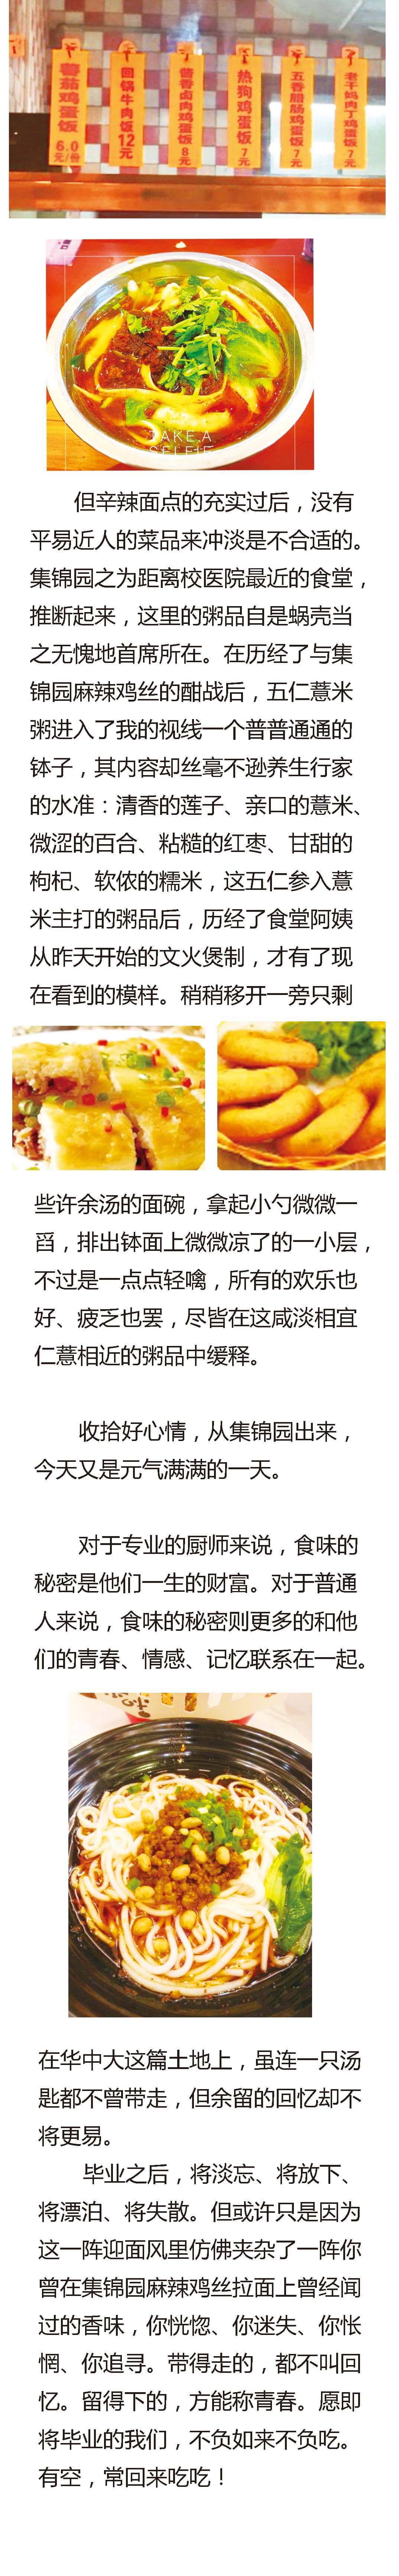 番茄鸡蛋饭
6.0元/份
回锅牛肉饭
12元
酱香卤肉鸡蛋饭
8元
热狗鸡蛋饭
7元
五香腊肠鸡蛋饭
7元
老干妈肉丁鸡蛋饭
7元
TAKE A
SELFIE
但辛辣面点的充实过后，没有
平易近人的菜品来冲淡是不合适的。
集锦园之为距离校医院最近的食堂，
推断起来，这里的粥品自是蜗壳当
之无愧地首席所在。在历经了与集
锦园麻辣鸡丝的酣战后，五仁薏米
粥进入了我的视线一个普普通通的
钵子，其内容却丝毫不逊养生行家
的水准：清香的莲子、亲口的薏米、
微涩的百合、粘糙的红枣、甘甜的
枸杞、软侬的糯米，这五仁参入薏
米主打的粥品后，历经了食堂阿姨
从昨天开始的文火煲制，才有了现
在看到的模样。稍稍移开一旁只剩
些许余汤的面碗，拿起小勺微微一
舀，排出钵面上微微凉了的一小层，
不过是一点点轻噙，所有的欢乐也
好、疲乏也罢，尽皆在这咸淡相宜
仁薏相近的粥品中缓释。
收拾好心情，从集锦园出来，
今天又是元气满满的一天。
对于专业的厨师来说，食味的
秘密是他们一生的财富。对于普通
人来说，食味的秘密则更多的和他
们的青春、情感、记忆联系在一起。
在华中大这篇土地上，虽连一只汤
匙都不曾带走，但余留的回忆却不
将更易。
毕业之后，将淡忘、将放下、
将漂泊、将失散。但或许只是因为
这一阵迎面风里仿佛夹杂了一阵你
曾在集锦园麻辣鸡丝拉面上曾经闻
过的香味，你恍惚、你迷失、你怅
惘、你追寻。带得走的，都不叫回
忆。留得下的，方能称青春。愿即
将毕业的我们，不负如来不负吃。
有空，常回来吃吃！